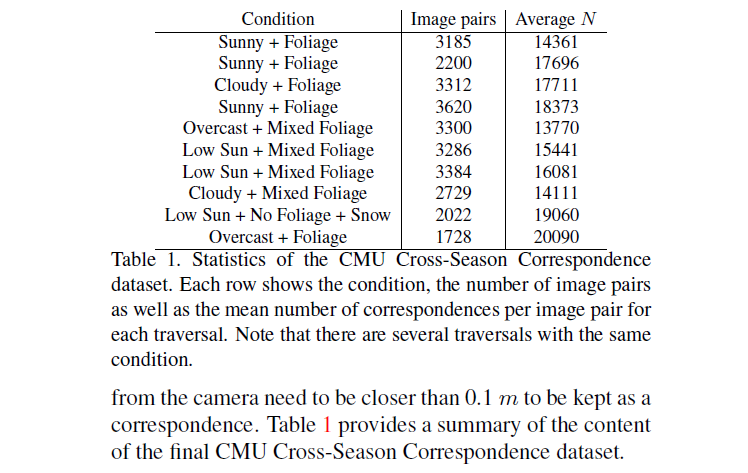 Condition Image pairs Average N
Sunny + Foliage 3185 14361
Sunny + Foliage 2200 17696
Cloudy + Foliage 3312 17711
Sunny + Foliage 3620 18373
Overcast + Mixed Foliage 3300 13770
Low Sun + Mixed Foliage 3286 15441
Low Sun + Mixed Foliage 3384 16081
Cloudy + Mixed Foliage 2729 14111
Low Sun + No Foliage + Snow 2022 19060
Overcast + Foliage 1728 20090
Table 1. Statistics of the CMU Cross-Season Correspondence
dataset. Each row shows the condition, the number of image pairs
as well as the mean number of correspondences per image pair for
each traversal. Note that there are several traversals with the same
condition.
from the camera need to be closer than 0.1 m to be kept as a
correspondence. Table 1 provides a summary of the content
of the final CMU Cross-Season Correspondence dataset.